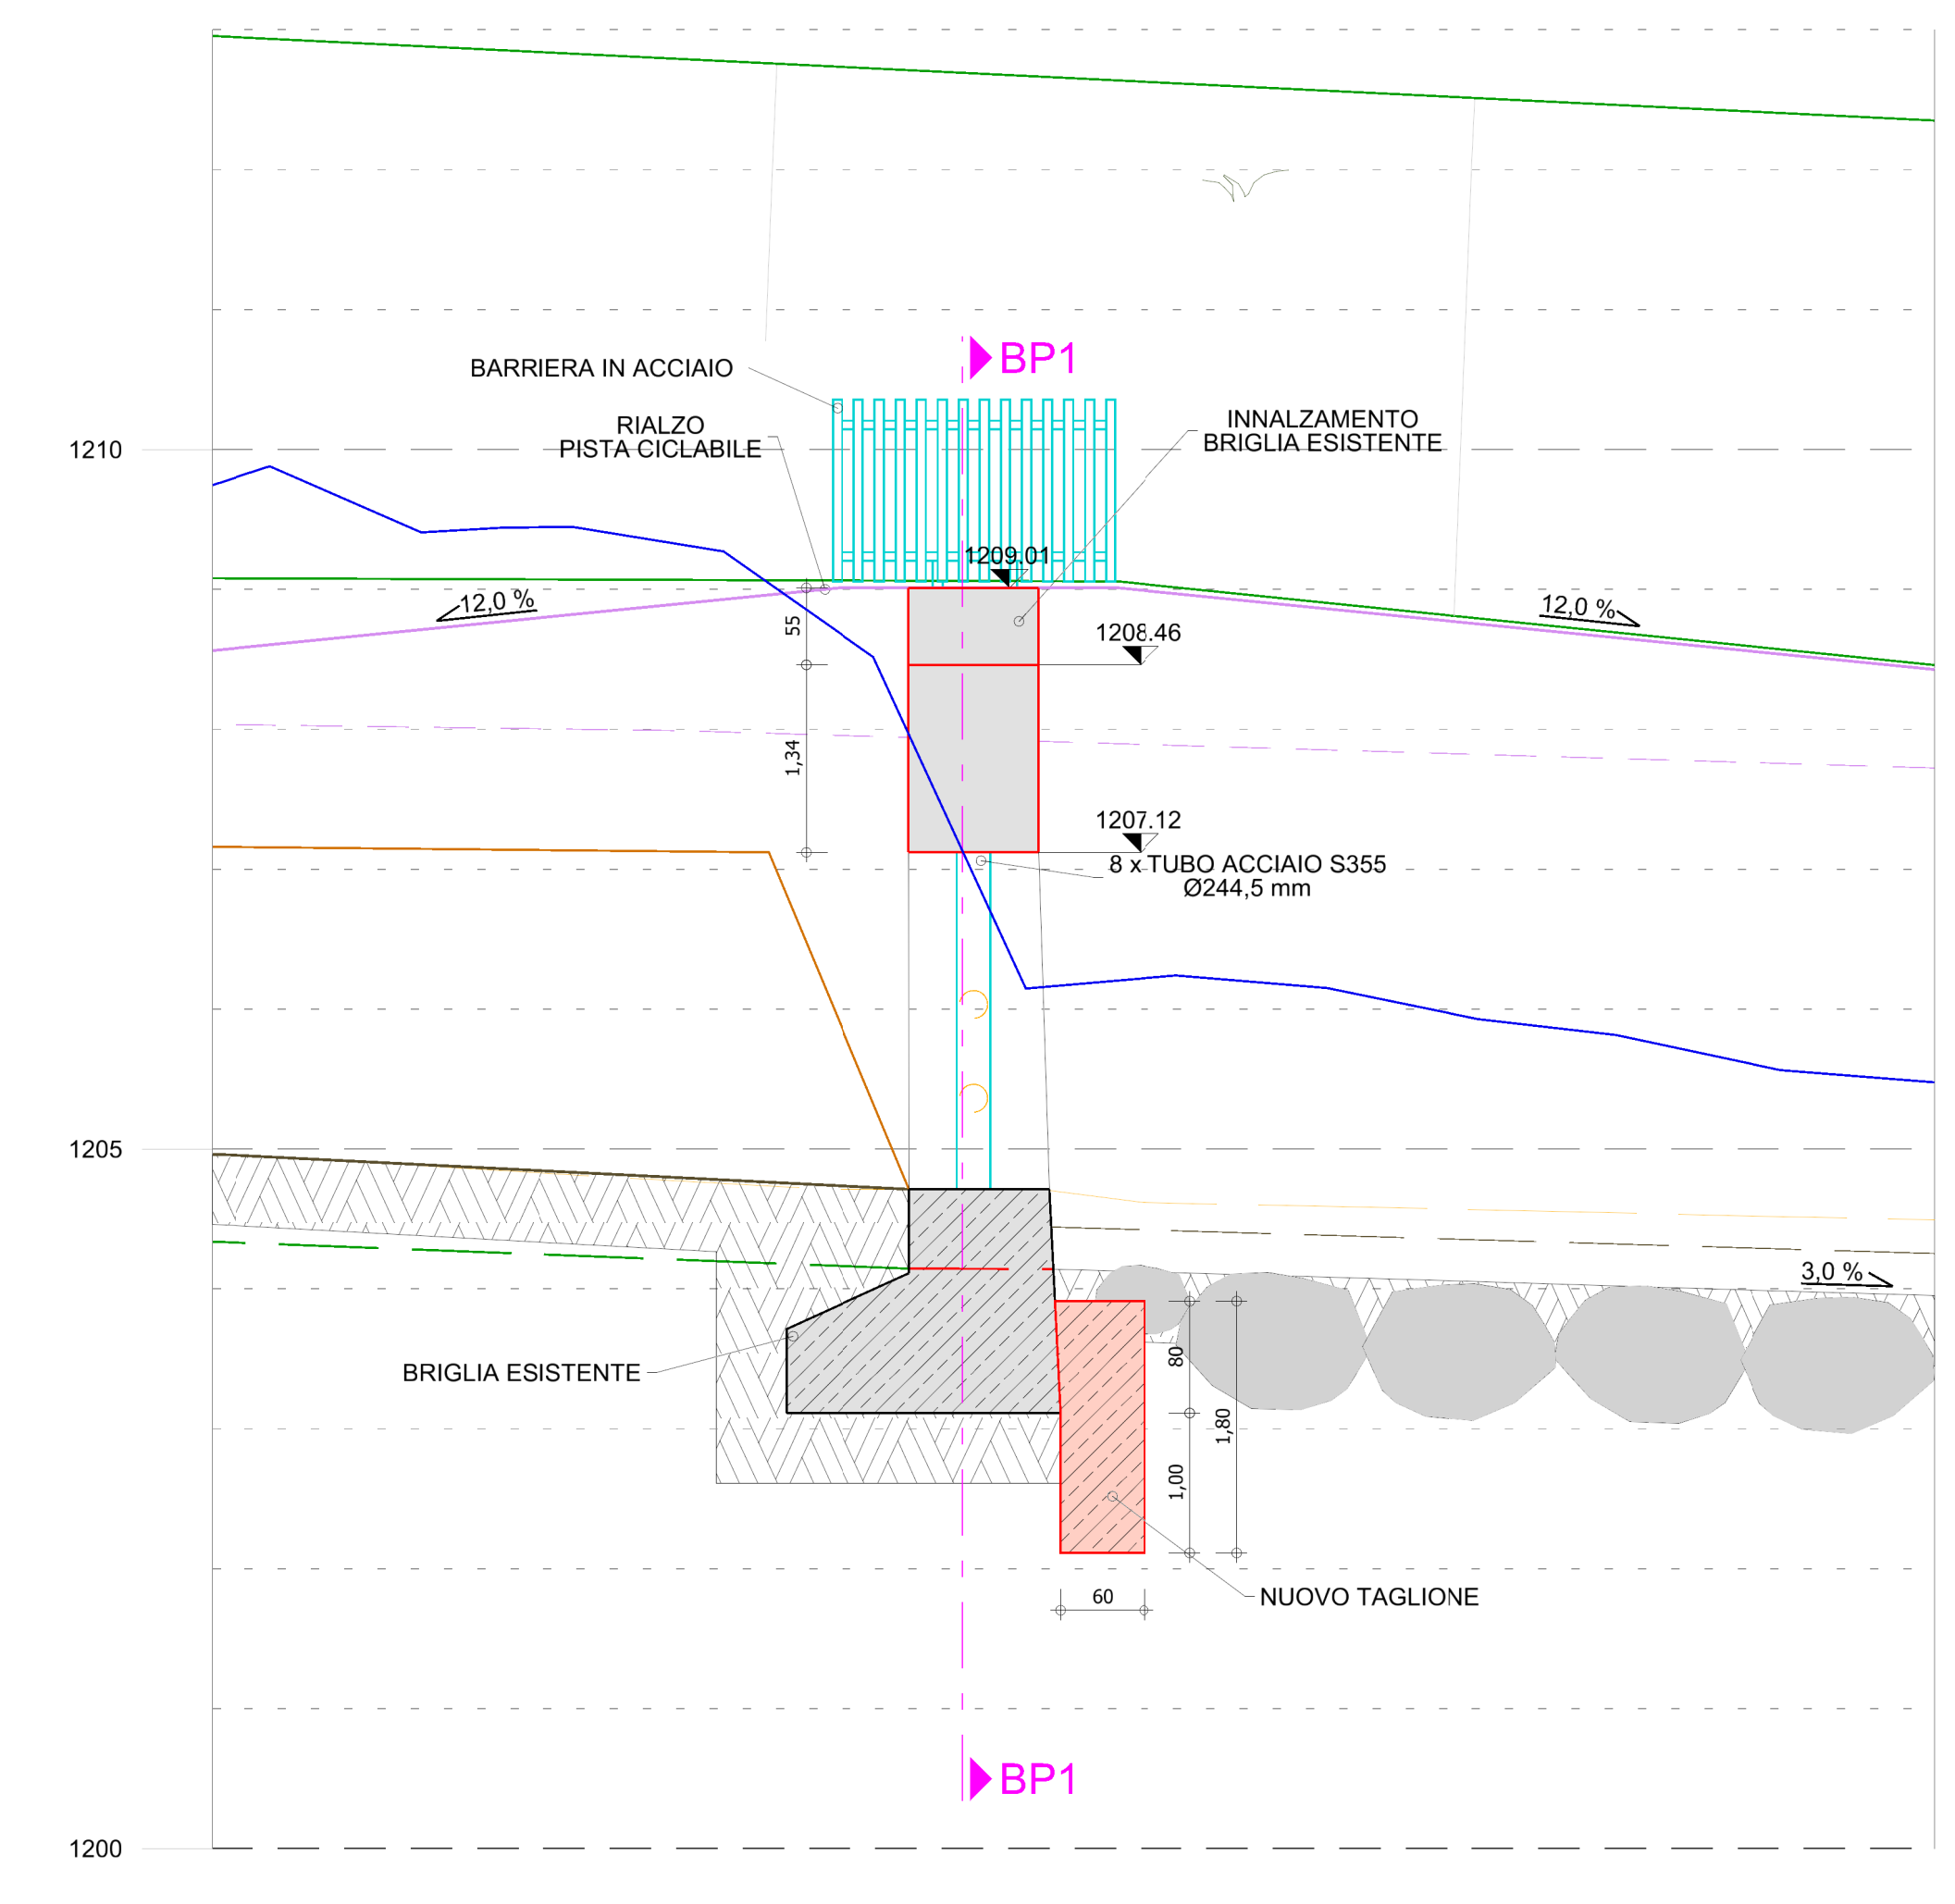 BP1
BARRIERA IN ACCIAIO
RIALZO
PISTA CICLABILE
INNALZAMENTO
BRIGLIA ESISTENTE
1210
1209.01
12,0 %
12,0 %
55
1208.46
1,34
1207.12
8 x TUBO ACCIAIO S355
Ø244,5 mm
1205
3,0 %
BRIGLIA ESISTENTE
80
1,80
1,00
60
NUOVO TAGLIONE
BP1
1200